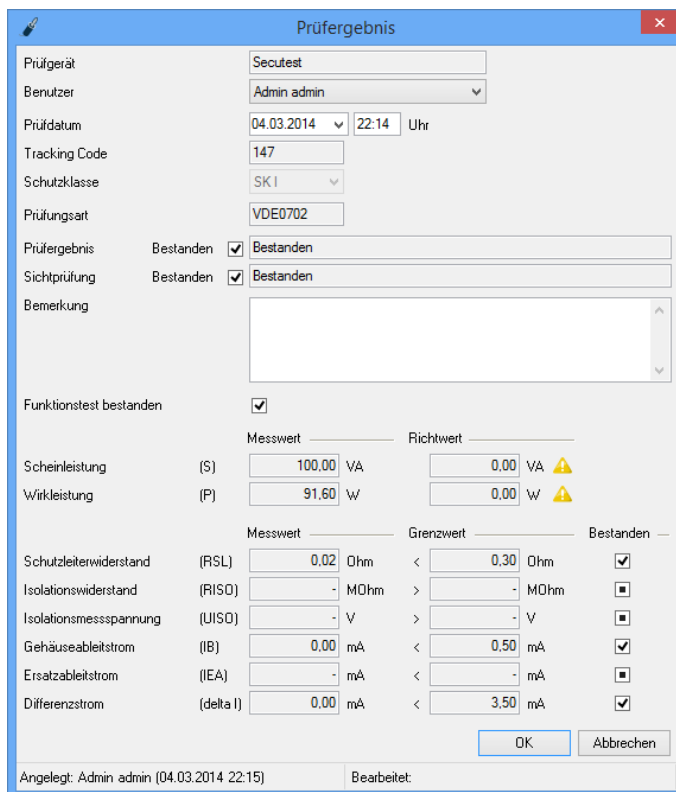 Prüfergebnis
Prüfgerät Secutest
Benutzer Admin admin
Prüfdatum 04.03.2014 22:14 Uhr
Tracking Code 147
Schutzklasse SK I
Prüfungsart VDE0702
Prüfergebnis Bestanden Bestanden
Sichtprüfung Bestanden Bestanden
Bemerkung
Funktionstest bestanden
Messwert Richtwert
Scheinleistung (S) 100,00 VA 0,00 VA
Wirkleistung (P) 91,60 W 0,00 W
Messwert Grenzwert Bestanden
Schutzleiterwiderstand (RSL) 0,02 Ohm < 0,30 Ohm
Isolationswiderstand (RISO) - MOhm > - MOhm
Isolationsmessspannung (UISO) - V > - V
Gehäuseableitstrom (IB) 0,00 mA < 0,50 mA
Ersatzableitstrom (IEA) - mA < - mA
Differenzstrom (delta I) 0,00 mA < 3,50 mA
OK Abbrechen
Angelegt: Admin admin (04.03.2014 22:15) Bearbeitet: